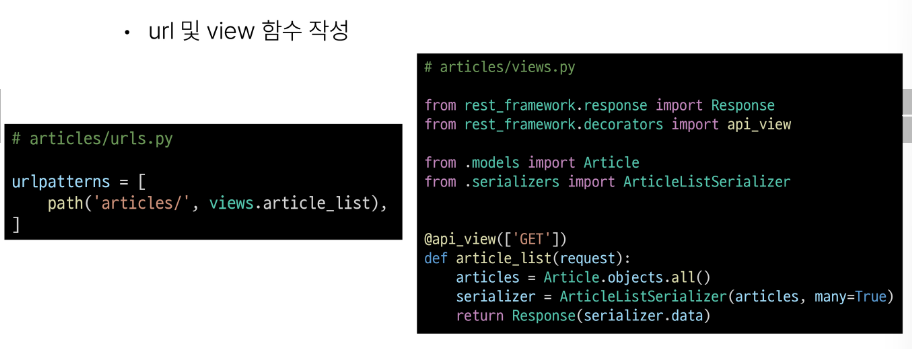 • url 및 view 함수 작성
# articles/urls.py
urlpatterns = [
    path('articles/', views.article_list),
]
# articles/views.py
from rest_framework.response import Response
from rest_framework.decorators import api_view
from .models import Article
from .serializers import ArticleListSerializer
@api_view(['GET'])
def article_list(request):
    articles = Article.objects.all()
    serializer = ArticleListSerializer(articles, many=True)
    return Response(serializer.data)